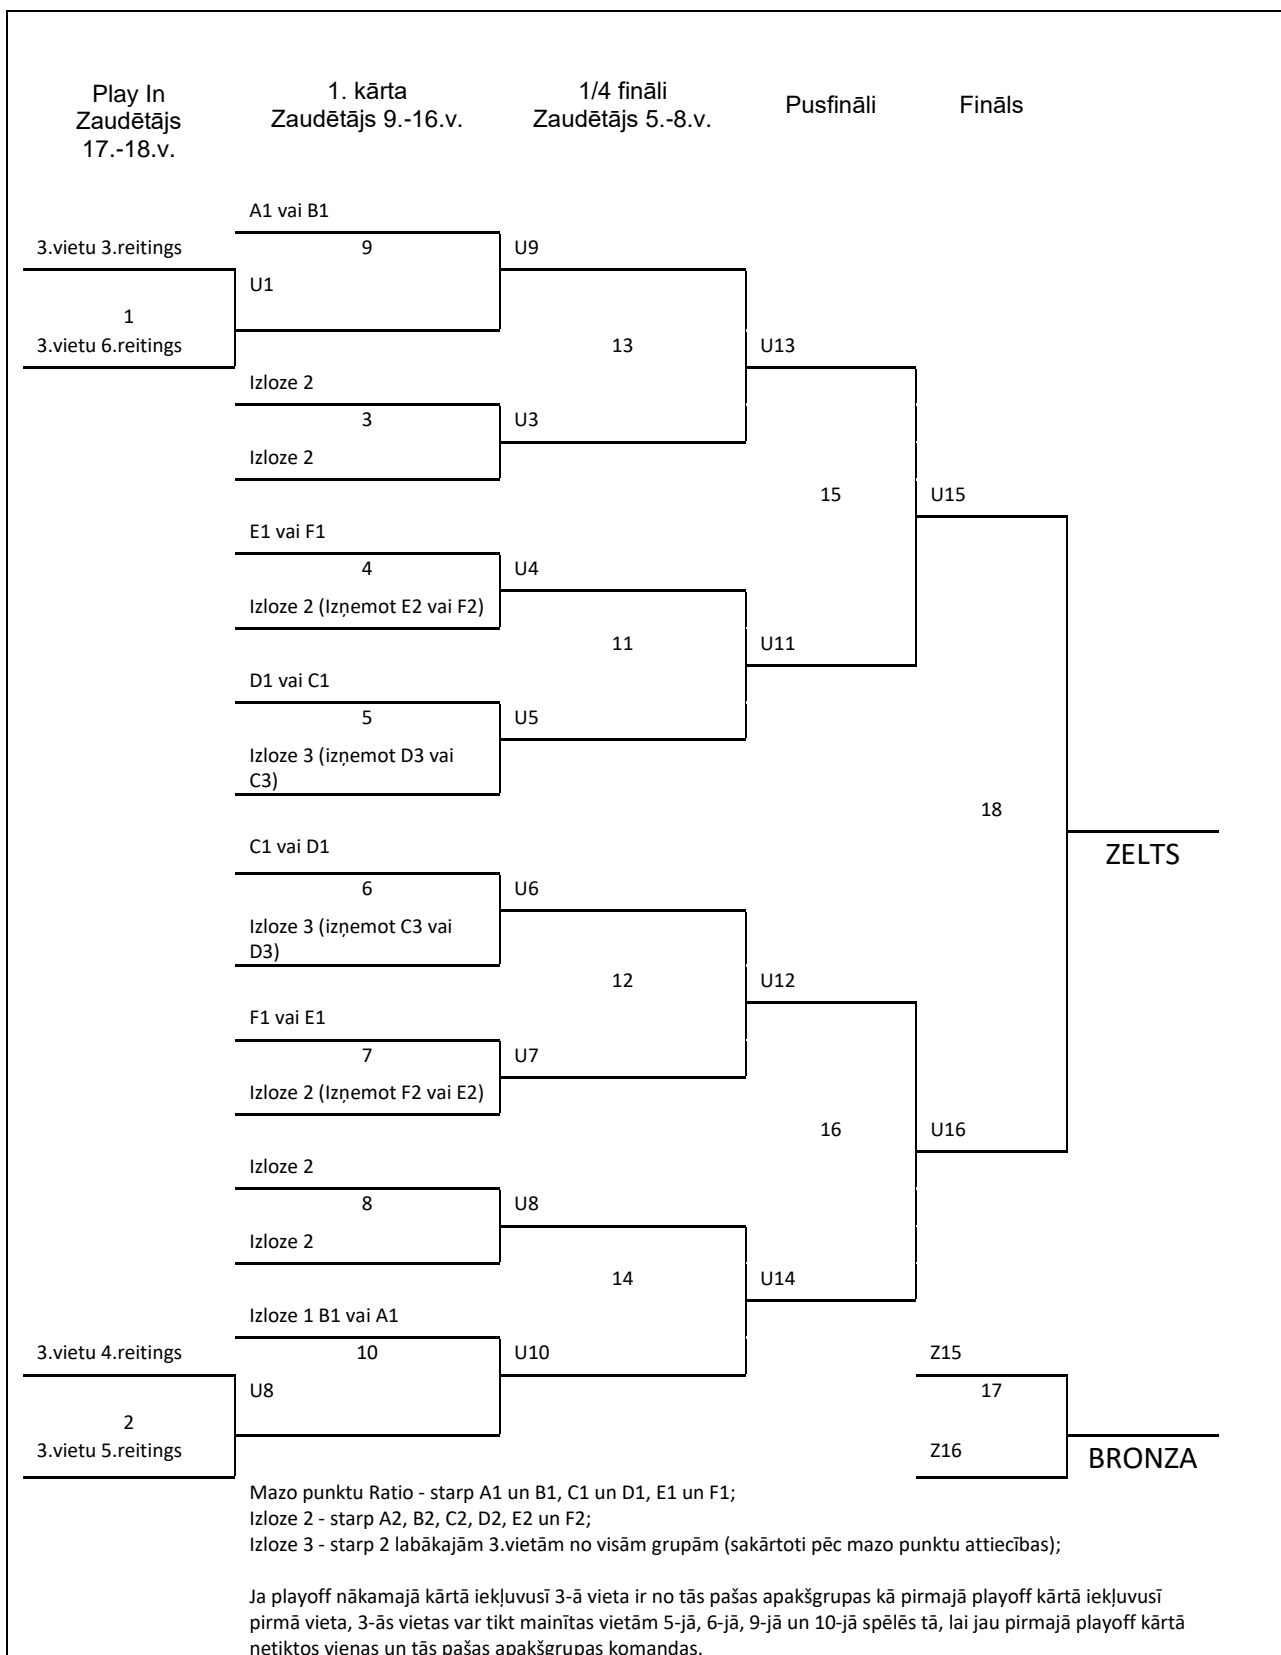 Play In
Zaudētājs
17.-18.v.
1. kārta
Zaudētājs 9.-16.v.
1/4 fināli
Zaudētājs 5.-8.v.
Pusfināli
Fināls
A1 vai B1
3.vietu 3.reitings
9
U9
U1
1
3.vietu 6.reitings
13
U13
Izloze 2
3
U3
Izloze 2
15
U15
E1 vai F1
4
U4
Izloze 2 (Izņemot E2 vai F2)
11
U11
D1 vai C1
5
U5
Izloze 3 (izņemot D3 vai
C3)
18
C1 vai D1
ZELTS
6
U6
Izloze 3 (izņemot C3 vai
D3)
12
U12
F1 vai E1
7
U7
Izloze 2 (Izņemot F2 vai E2)
16
U16
Izloze 2
8
U8
Izloze 2
14
U14
Izloze 1 B1 vai A1
3.vietu 4.reitings
10
U10
Z15
U8
17
2
3.vietu 5.reitings
Z16
BRONZA
Mazo punktu Ratio - starp A1 un B1, C1 un D1, E1 un F1;
Izloze 2 - starp A2, B2, C2, D2, E2 un F2;
Izloze 3 - starp 2 labākajām 3.vietām no visām grupām (sakārtoti pēc mazo punktu attiecības);
Ja playoff nākamajā kārtā iekļuvusī 3-ā vieta ir no tās pašas apakšgrupas kā pirmajā playoff kārtā iekļuvusī
pirmā vieta, 3-ās vietas var tikt mainītas vietām 5-jā, 6-jā, 9-jā un 10-jā spēlēs tā, lai jau pirmajā playoff kārtā
netiktos vienas un tās pašas apakšgrupas komandas.